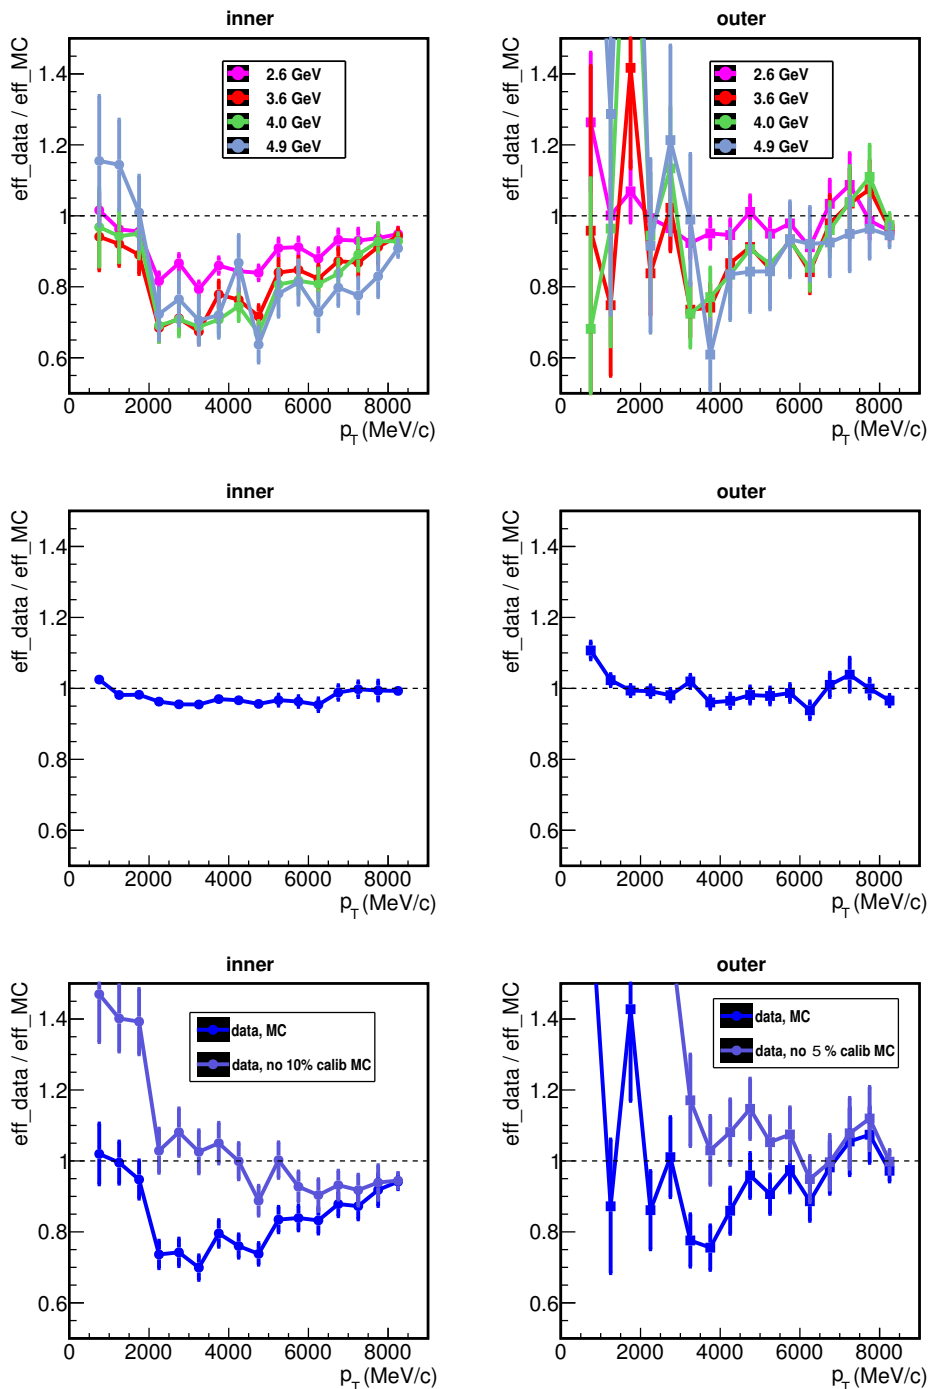 inner
eff_data / eff_MC
1.4
1.2
1
0.8
0.6
2.6 GeV
3.6 GeV
4.0 GeV
4.9 GeV
0 2000 4000 6000 8000
p_T (MeV/c)
outer
eff_data / eff_MC
1.4
1.2
1
0.8
0.6
2.6 GeV
3.6 GeV
4.0 GeV
4.9 GeV
0 2000 4000 6000 8000
p_T (MeV/c)
inner
eff_data / eff_MC
1.4
1.2
1
0.8
0.6
0 2000 4000 6000 8000
p_T (MeV/c)
outer
eff_data / eff_MC
1.4
1.2
1
0.8
0.6
0 2000 4000 6000 8000
p_T (MeV/c)
inner
eff_data / eff_MC
1.4
1.2
1
0.8
0.6
data, MC
data, no 10% calib MC
0 2000 4000 6000 8000
p_T (MeV/c)
outer
eff_data / eff_MC
1.4
1.2
1
0.8
0.6
data, MC
data, no 5 % calib MC
0 2000 4000 6000 8000
p_T (MeV/c)